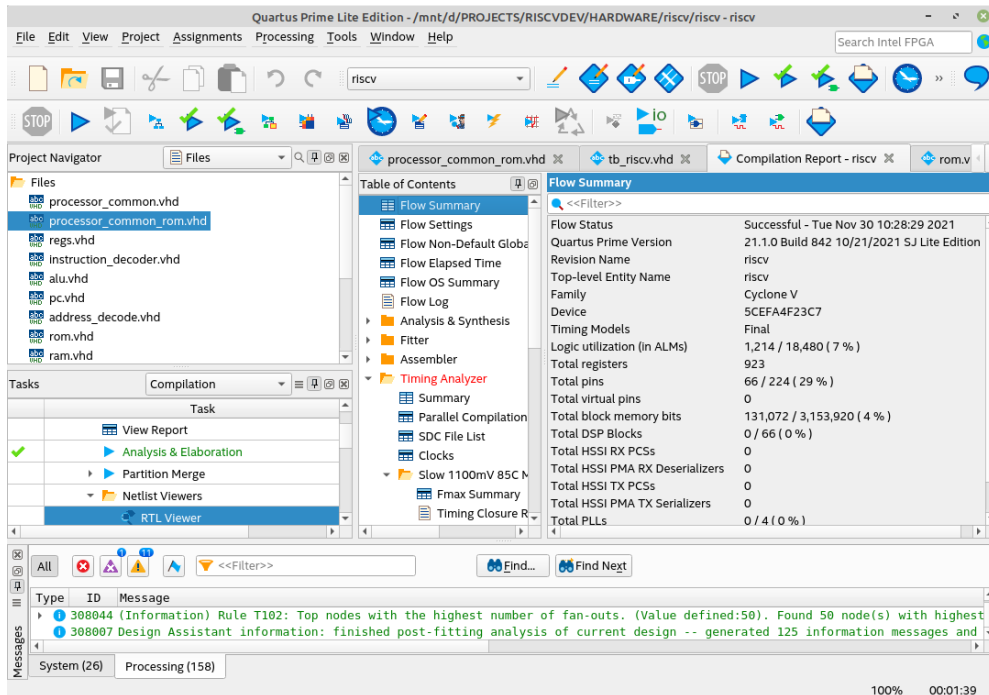 Quartus Prime Lite Edition - /mnt/d/PROJECTS/RISCVDEV/HARDWARE/riscv/riscv - riscv
File Edit View Project Assignments Processing Tools Window Help
Search Intel FPGA
riscv
STOP
»
STOP
io
Project Navigator
Files
Files
processor_common.vhd
processor_common_rom.vhd
regs.vhd
instruction_decoder.vhd
alu.vhd
pc.vhd
address_decode.vhd
rom.vhd
ram.vhd
Tasks
Compilation
Task
View Report
Analysis & Elaboration
Partition Merge
Netlist Viewers
RTL Viewer
processor_common_rom.vhd
tb_riscv.vhd
Compilation Report - riscv
rom.v
Table of Contents
Flow Summary
Flow Settings
Flow Non-Default Globa
Flow Elapsed Time
Flow OS Summary
Flow Log
Analysis & Synthesis
Fitter
Assembler
Timing Analyzer
Summary
Parallel Compilation
SDC File List
Clocks
Slow 1100mV 85C M
Fmax Summary
Timing Closure R
Flow Summary
<<Filter>>
Flow Status Successful - Tue Nov 30 10:28:29 2021
Quartus Prime Version 21.1.0 Build 842 10/21/2021 SJ Lite Edition
Revision Name riscv
Top-level Entity Name riscv
Family Cyclone V
Device 5CEFA4F23C7
Timing Models Final
Logic utilization (in ALMs) 1,214 / 18,480 ( 7 % )
Total registers 923
Total pins 66 / 224 ( 29 % )
Total virtual pins 0
Total block memory bits 131,072 / 3,153,920 ( 4 % )
Total DSP Blocks 0 / 66 ( 0 % )
Total HSSI RX PCSs 0
Total HSSI PMA RX Deserializers 0
Total HSSI TX PCSs 0
Total HSSI PMA TX Serializers 0
Total PLLs 0 / 4 ( 0 % )
Messages
All
1
11
<<Filter>>
Find...
Find Next
Type ID Message
308044 (Information) Rule T102: Top nodes with the highest number of fan-outs. (Value defined:50). Found 50 node(s) with highest
308007 Design Assistant information: finished post-fitting analysis of current design -- generated 125 information messages and
System (26)
Processing (158)
100% 00:01:39